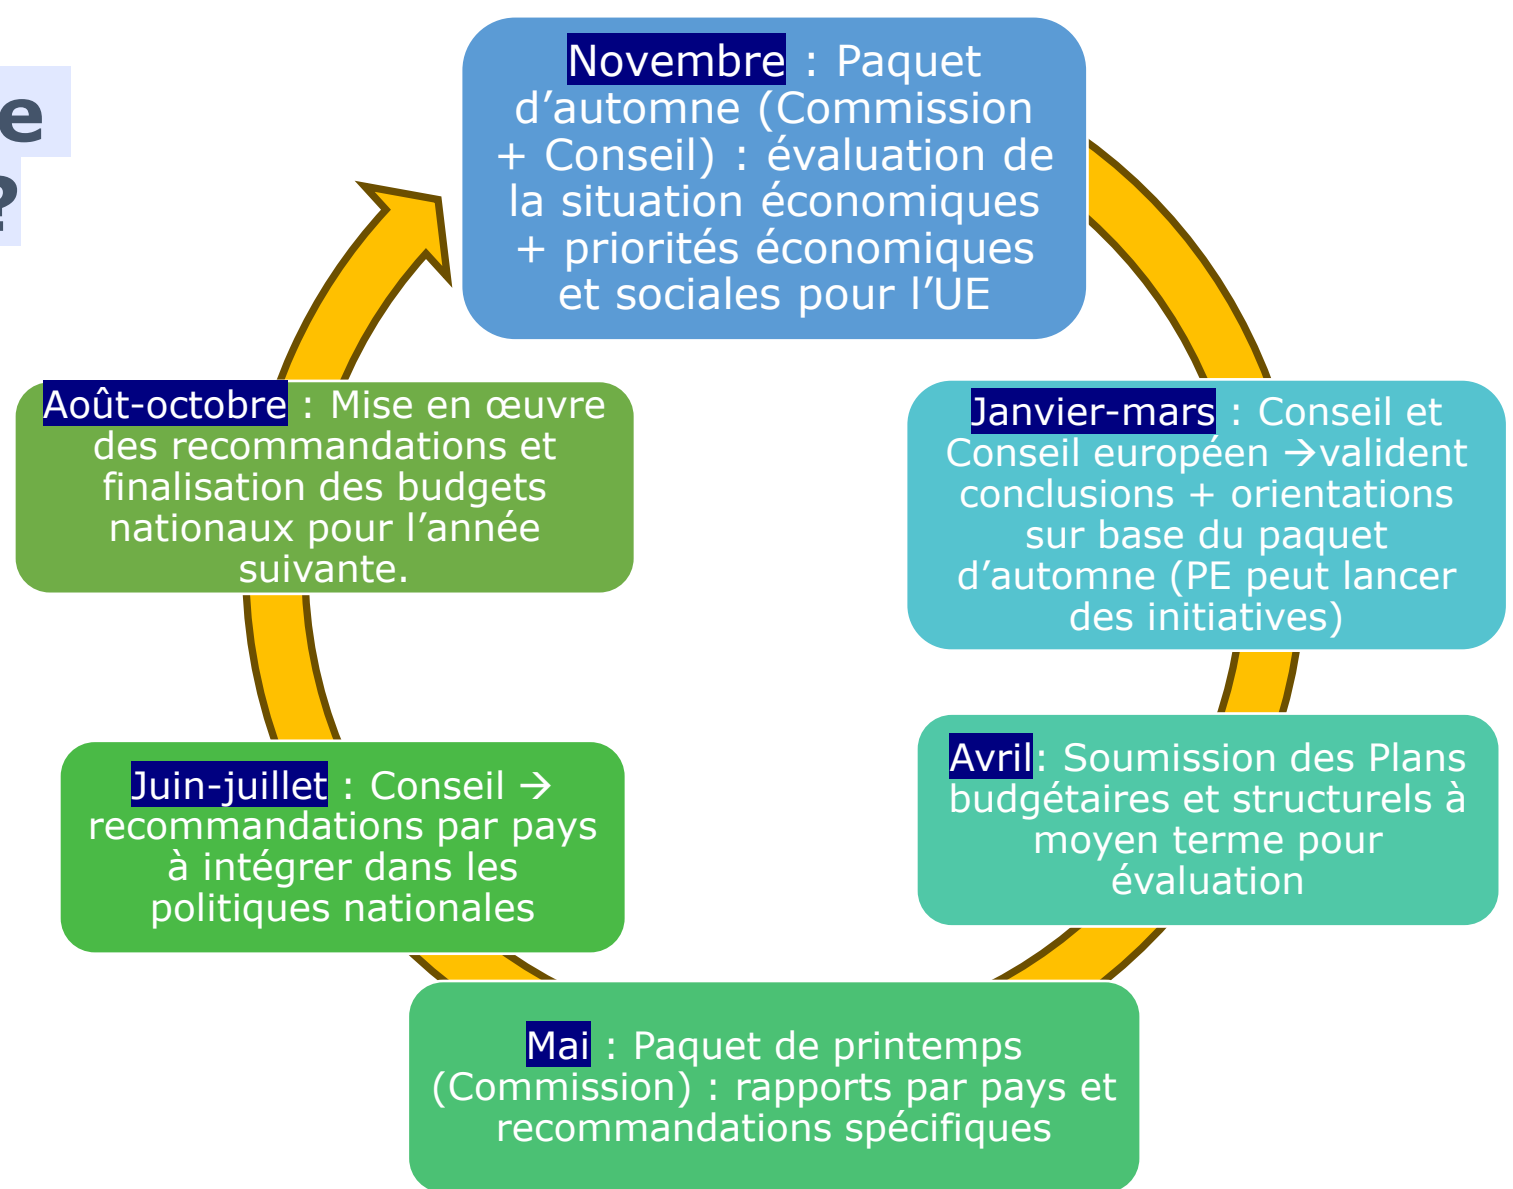 e
?
Novembre : Paquet
d’automne (Commission
+ Conseil) : évaluation de
la situation économiques
+ priorités économiques
et sociales pour l’UE
Janvier-mars : Conseil et
Conseil européen →valident
conclusions + orientations
sur base du paquet
d’automne (PE peut lancer
des initiatives)
Avril: Soumission des Plans
budgétaires et structurels à
moyen terme pour
évaluation
Mai : Paquet de printemps
(Commission) : rapports par pays et
recommandations spécifiques
Juin-juillet : Conseil →
recommandations par pays
à intégrer dans les
politiques nationales
Août-octobre : Mise en œuvre
des recommandations et
finalisation des budgets
nationaux pour l’année
suivante.